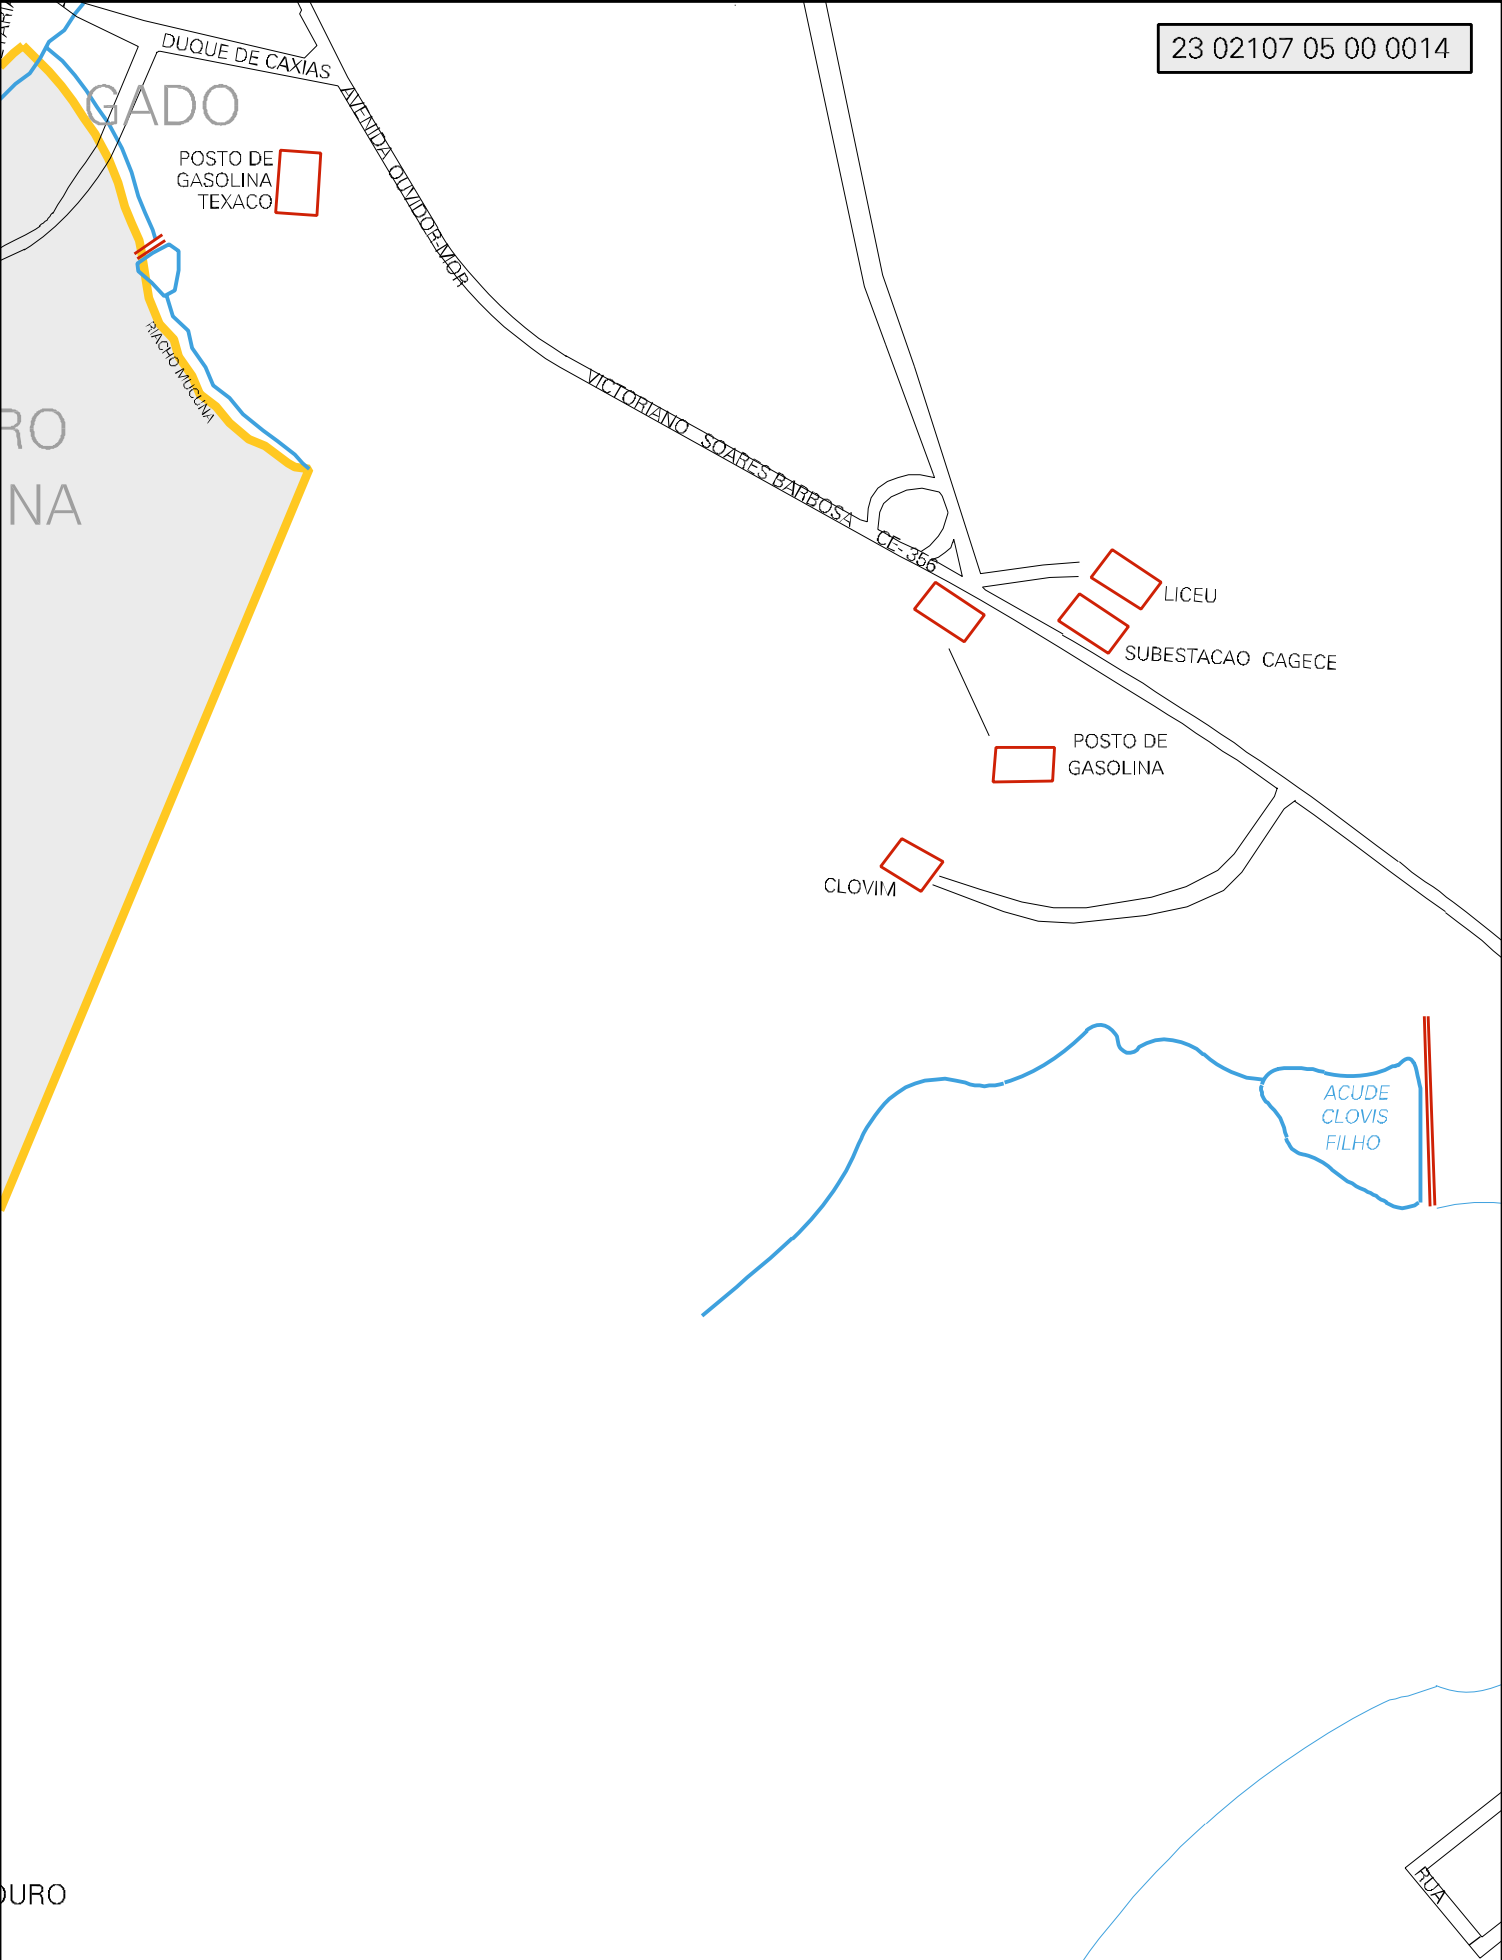 23 02107 05 00 0014
DUQUE DE CAXIAS
GADO
AVENIDA OUVIDOR-MOR
POSTO DE
GASOLINA
TEXACO
RIACHO MUCUNA
RO
NA
VICTORIANO SOARES BARBOSA CE-356
LICEU
SUBESTACAO CAGECE
POSTO DE
GASOLINA
CLOVIM
ACUDE
CLOVIS
FILHO
RUA
OURO